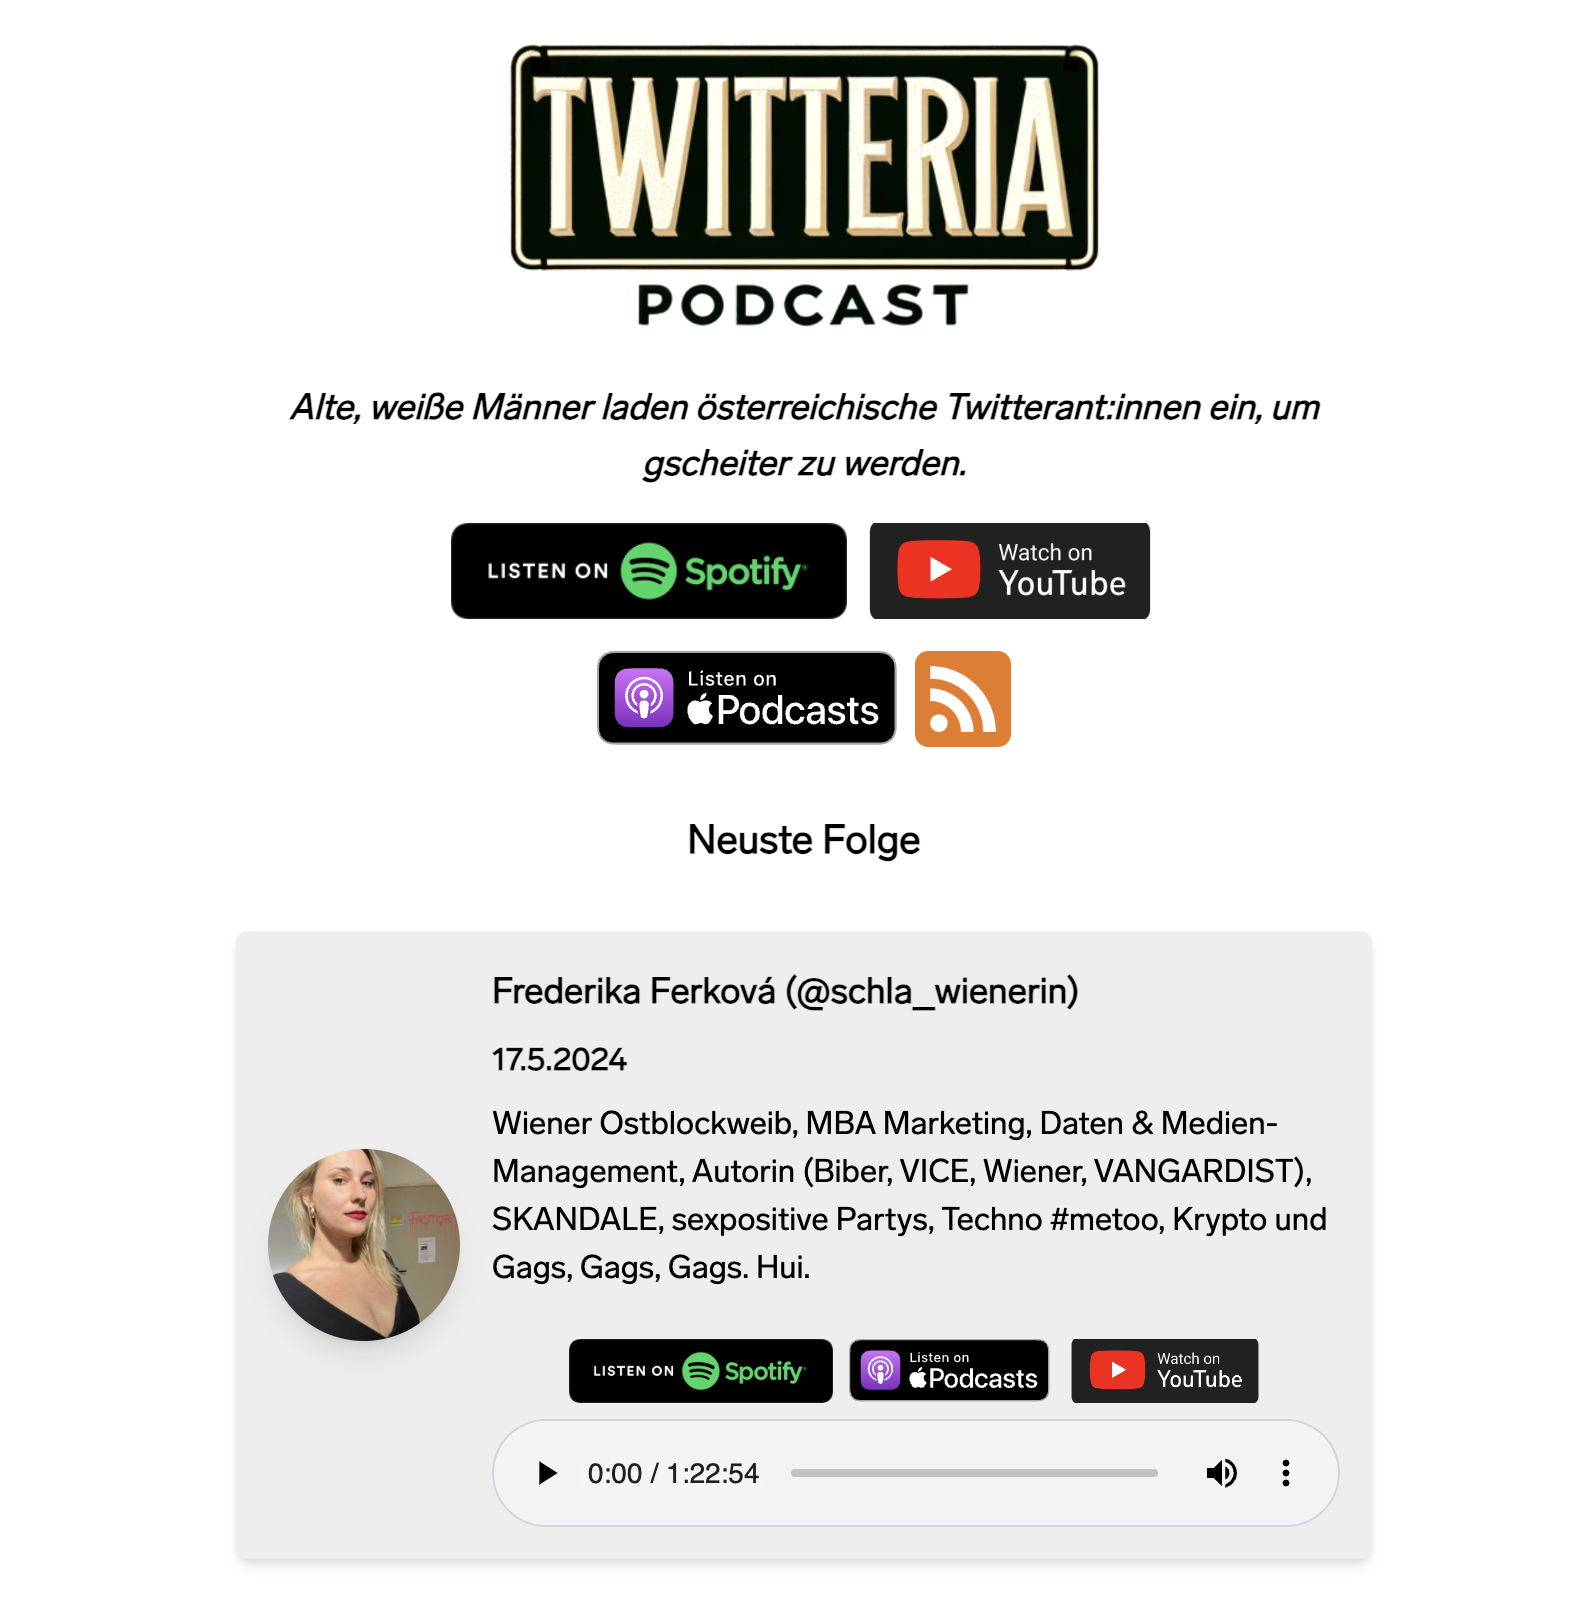 TWITTERIA
PODCAST
Alte, weiße Männer laden österreichische Twitterant:innen ein, um
gscheiter zu werden.
LISTEN ON Spotify
Watch on
YouTube
Listen on
Podcasts
Neuste Folge
Frederika Ferková (@schla_wienerin)
17.5.2024
Wiener Ostblockweib, MBA Marketing, Daten & Medien-
Management, Autorin (Biber, VICE, Wiener, VANGARDIST),
SKANDALE, sexpositive Partys, Techno #metoo, Krypto und
Gags, Gags, Gags. Hui.
FACTOR
LISTEN ON Spotify
Listen on
Podcasts
Watch on
YouTube
0:00 / 1:22:54